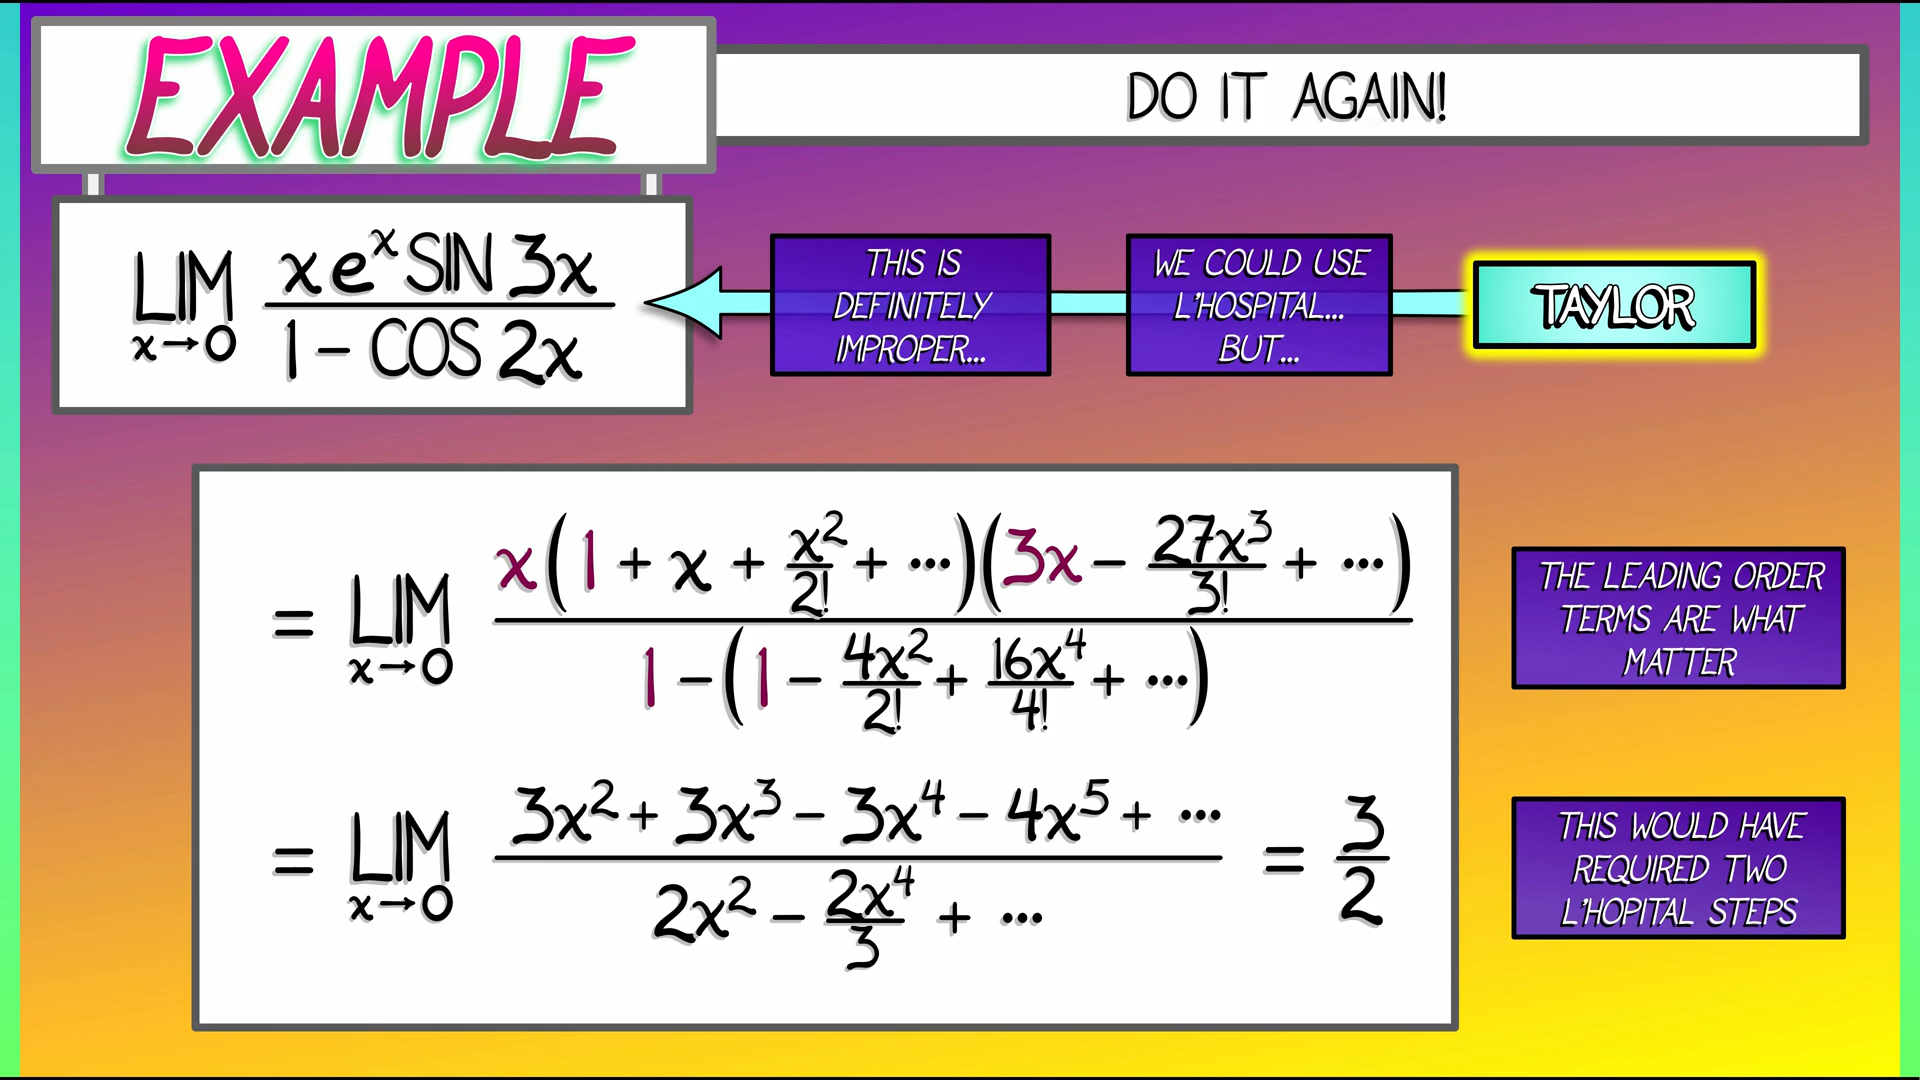 EXAMPLE
DO IT AGAIN!
LIM x→0 xe^x SIN 3x / 1 − COS 2x
THIS IS
DEFINITELY
IMPROPER...
WE COULD USE
L'HOSPITAL...
BUT...
TAYLOR
= LIM x→0 x(1 + x + x²/2! + ···)(3x − 27x³/3! + ···) / 1 − (1 − 4x²/2! + 16x⁴/4! + ···)
THE LEADING ORDER
TERMS ARE WHAT
MATTER
= LIM x→0 3x² + 3x³ − 3x⁴ − 4x⁵ + ··· / 2x² − 2x⁴/3 + ··· = 3/2
THIS WOULD HAVE
REQUIRED TWO
L'HOPITAL STEPS